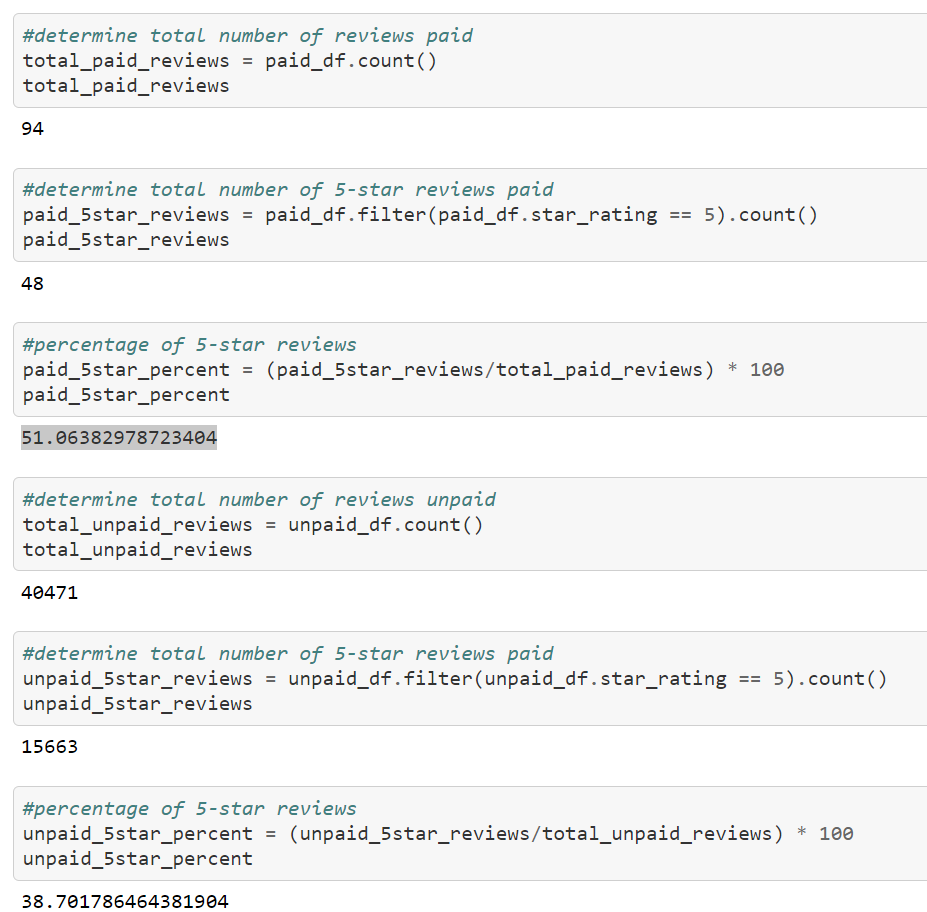 #determine total number of reviews paid
total_paid_reviews = paid_df.count()
total_paid_reviews
94
#determine total number of 5-star reviews paid
paid_5star_reviews = paid_df.filter(paid_df.star_rating == 5).count()
paid_5star_reviews
48
#percentage of 5-star reviews
paid_5star_percent = (paid_5star_reviews/total_paid_reviews) * 100
paid_5star_percent
51.06382978723404
#determine total number of reviews unpaid
total_unpaid_reviews = unpaid_df.count()
total_unpaid_reviews
40471
#determine total number of 5-star reviews paid
unpaid_5star_reviews = unpaid_df.filter(unpaid_df.star_rating == 5).count()
unpaid_5star_reviews
15663
#percentage of 5-star reviews
unpaid_5star_percent = (unpaid_5star_reviews/total_unpaid_reviews) * 100
unpaid_5star_percent
38.701786464381904